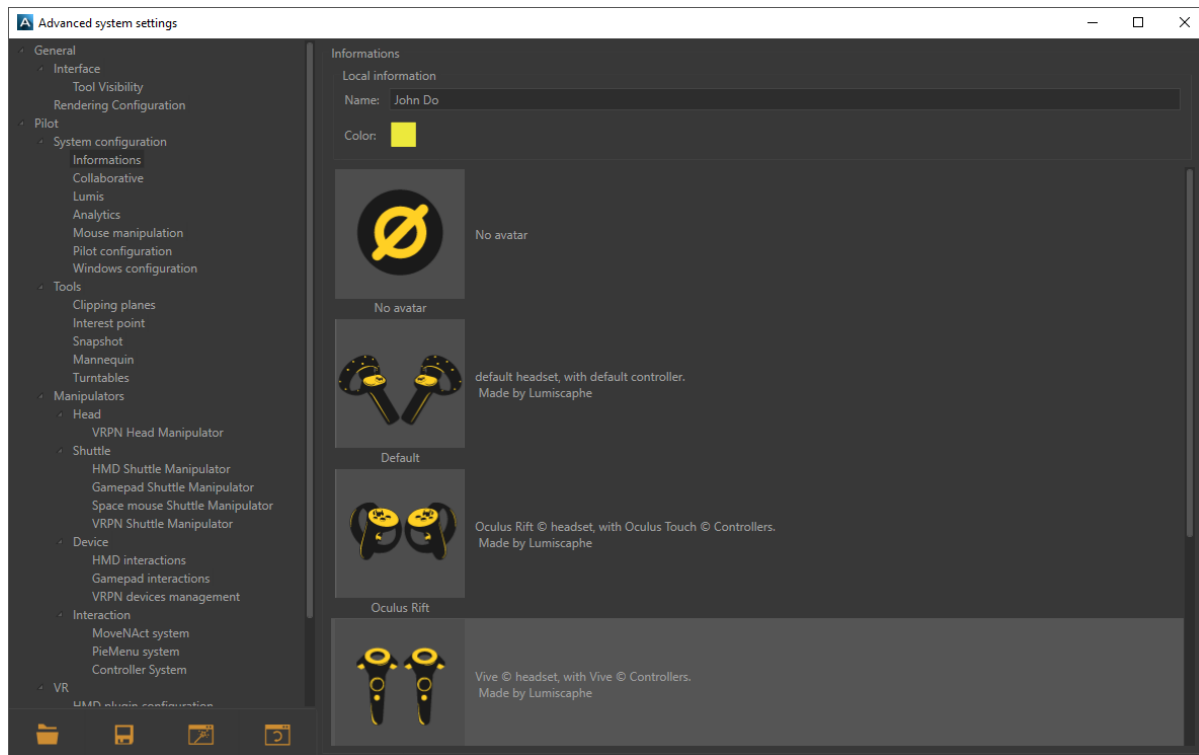 Advanced system settings
General
Interface
Tool Visibility
Rendering Configuration
Pilot
System configuration
Informations
Collaborative
Lumis
Analytics
Mouse manipulation
Pilot configuration
Windows configuration
Tools
Clipping planes
Interest point
Snapshot
Mannequin
Turntables
Manipulators
Head
VRPN Head Manipulator
Shuttle
HMD Shuttle Manipulator
Gamepad Shuttle Manipulator
Space mouse Shuttle Manipulator
VRPN Shuttle Manipulator
Device
HMD interactions
Gamepad interactions
VRPN devices management
Interaction
MoveNAct system
PieMenu system
Controller System
VR
HMD plugin configuration
Informations
Local information
Name: John Do
Color:
No avatar
No avatar
default headset, with default controller.
Made by Lumiscaphe
Default
Oculus Rift © headset, with Oculus Touch © Controllers.
Made by Lumiscaphe
Oculus Rift
Vive © headset, with Vive © Controllers.
Made by Lumiscaphe